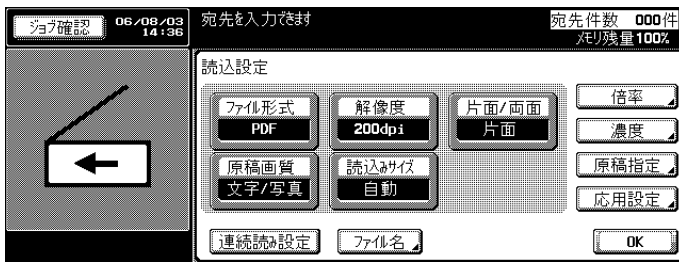 ジョブ確認 06/08/03 14:36
宛先を入力できます
宛先件数 000件
メモリ残量100%
読込設定
ファイル形式 解像度 片面/両面
PDF 200dpi 片面
原稿画質 読込みサイズ
文字/写真 自動
倍率
濃度
原稿指定
応用設定
連続読み設定 ファイル名 OK